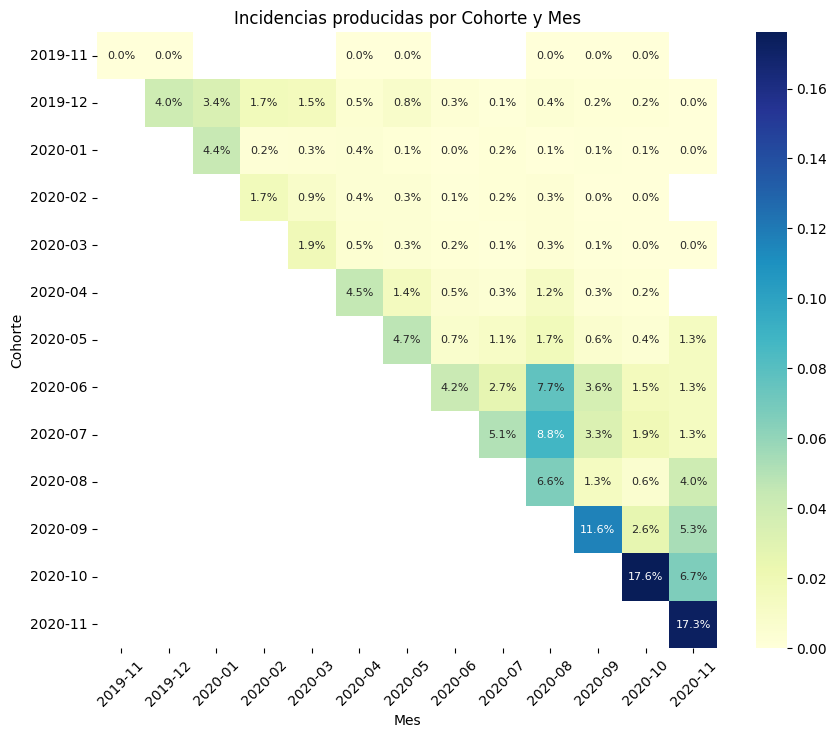 Incidencias producidas por Cohorte y Mes
Cohorte
2019-11 0.0% 0.0% 0.0% 0.0% 0.0% 0.0% 0.0%
2019-12 4.0% 3.4% 1.7% 1.5% 0.5% 0.8% 0.3% 0.1% 0.4% 0.2% 0.2% 0.0%
2020-01 4.4% 0.2% 0.3% 0.4% 0.1% 0.0% 0.2% 0.1% 0.1% 0.1% 0.0%
2020-02 1.7% 0.9% 0.4% 0.3% 0.1% 0.2% 0.3% 0.0% 0.0%
2020-03 1.9% 0.5% 0.3% 0.2% 0.1% 0.3% 0.1% 0.0% 0.0%
2020-04 4.5% 1.4% 0.5% 0.3% 1.2% 0.3% 0.2%
2020-05 4.7% 0.7% 1.1% 1.7% 0.6% 0.4% 1.3%
2020-06 4.2% 2.7% 7.7% 3.6% 1.5% 1.3%
2020-07 5.1% 8.8% 3.3% 1.9% 1.3%
2020-08 6.6% 1.3% 0.6% 4.0%
2020-09 11.6% 2.6% 5.3%
2020-10 17.6% 6.7%
2020-11 17.3%
2019-11 2019-12 2020-01 2020-02 2020-03 2020-04 2020-05 2020-06 2020-07 2020-08 2020-09 2020-10 2020-11
Mes
0.16
0.14
0.12
0.10
0.08
0.06
0.04
0.02
0.00